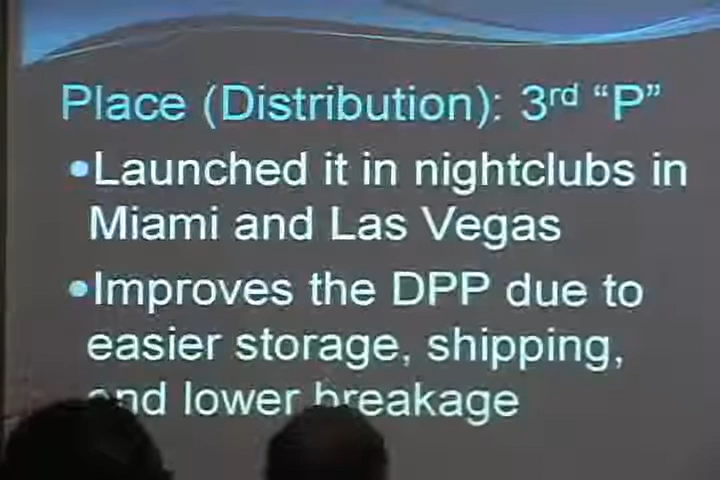 Place (Distribution): 3rd “P”
•Launched it in nightclubs in
Miami and Las Vegas
•Improves the DPP due to
easier storage, shipping,
and lower breakage